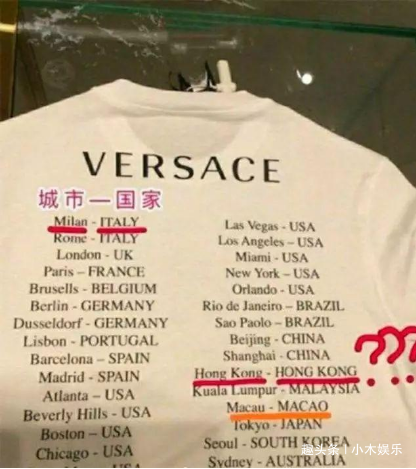 VERSACE
城市—国家
Milan - ITALY
Rome - ITALY
London - UK
Paris – FRANCE
Brusells - BELGIUM
Berlin - GERMANY
Dusseldorf - GERMANY
Lisbon - PORTUGAL
Barcelona – SPAIN
Madrid - SPAIN
Atlanta – USA
Beverly Hills - USA
Boston – USA
Chicago - USA
Las Vegas - USA
Los Angeles – USA
Miami - USA
New York – USA
Orlando - USA
Rio de Janeiro – BRAZIL
Sao Paolo – BRAZIL
Beijing - CHINA
Shanghai - CHINA
Hong Kong - HONG KONG
Kuala Lumpur - MALAYSIA
Macau - MACAO
Tokyo - JAPAN
Seoul - SOUTH KOREA
Sydney - AUSTRALIA
???
趣头条 | 小木娱乐